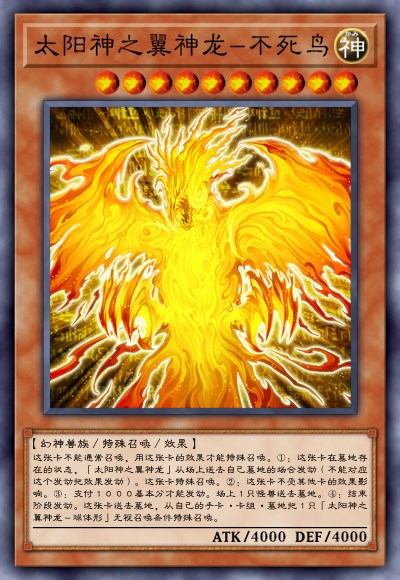 太阳神之翼神龙-不死鸟
神
【幻神兽族/特殊召唤/效果】
这张卡不能通常召唤，用这张卡的效果才能特殊召唤。①：这张卡在墓地存
在的状态，「太阳神之翼神龙」从场上送去自己墓地的场合发动（不能对应
这个发动把效果发动）。这张卡特殊召唤。②：这张卡不受其他卡的效果影
响。③：支付１０００基本分才能发动。场上１只怪兽送去墓地。④：结束
阶段发动。这张卡送去墓地，从自己的手卡・卡组・墓地把１只「太阳神之
翼神龙-球体形」无视召唤条件特殊召唤。
ATK/4000 DEF/4000